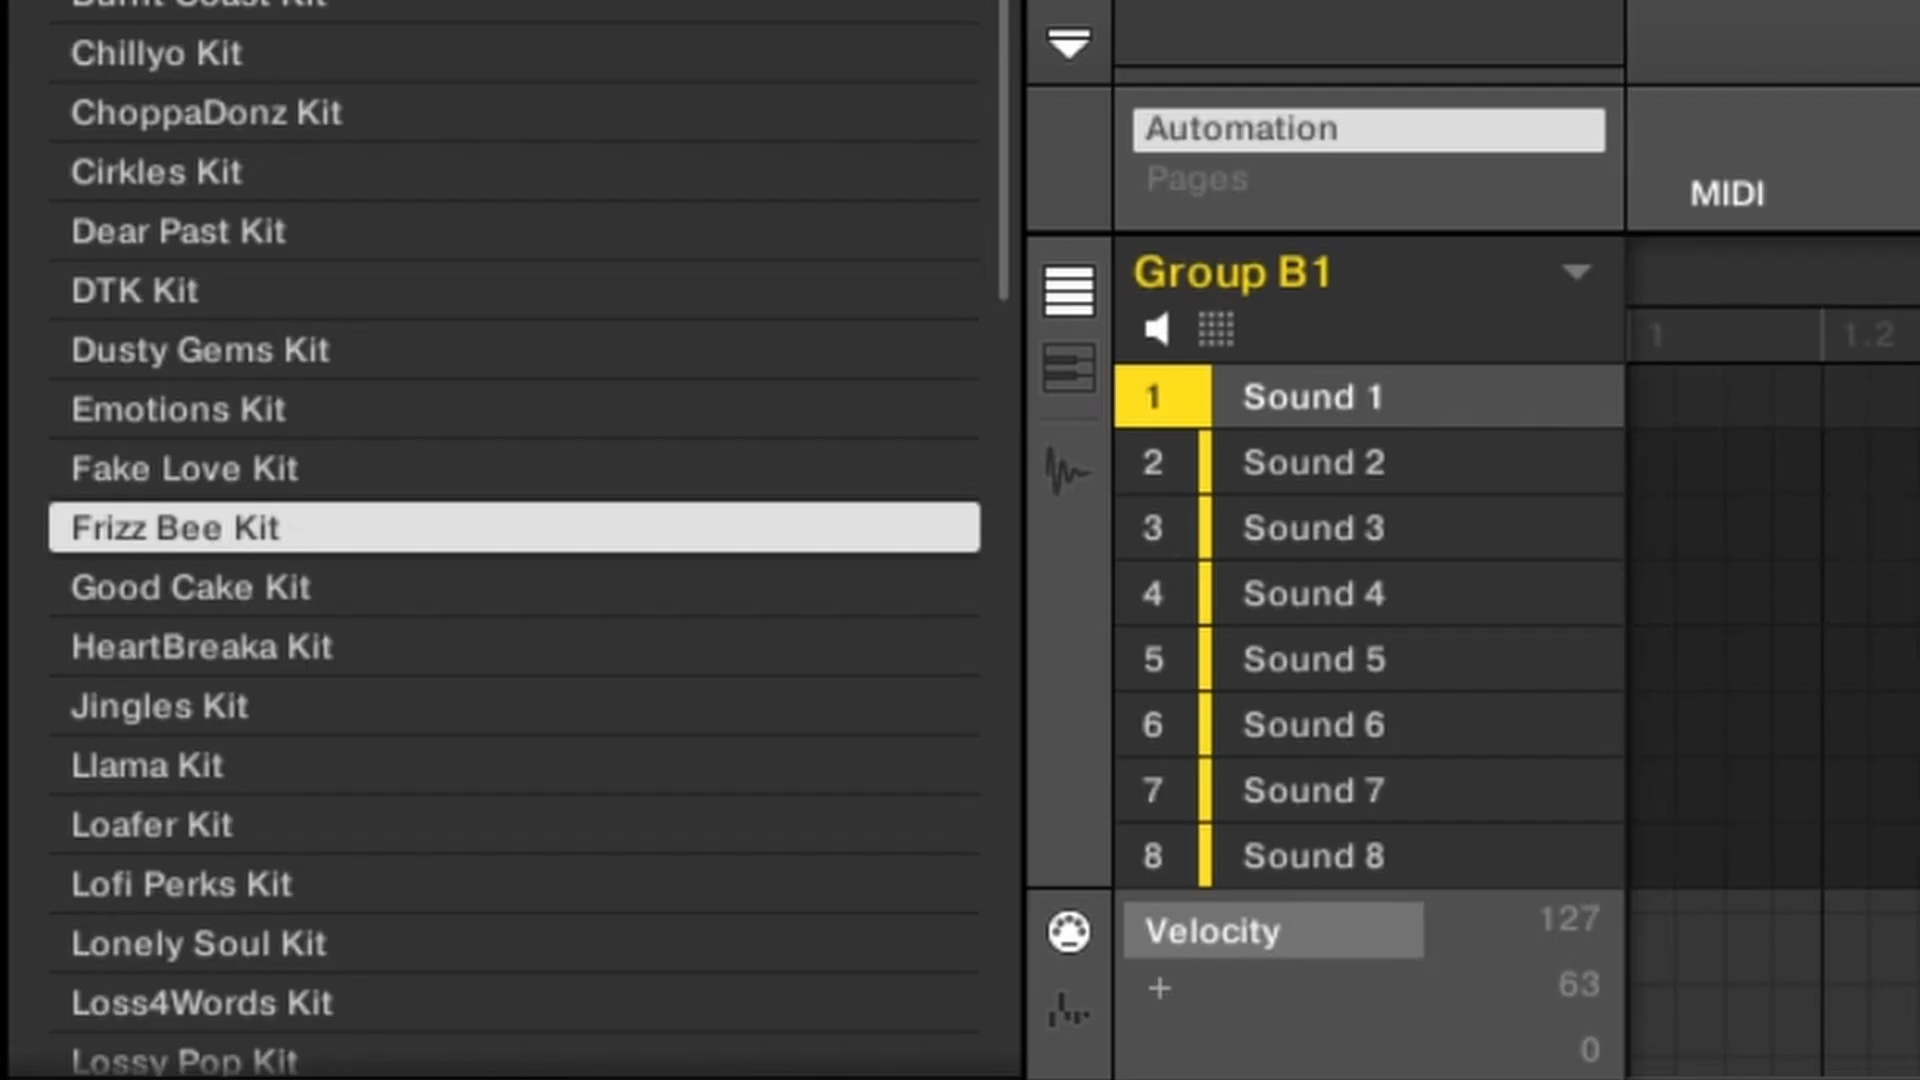 Burnt Coast Kit
Chillyo Kit
ChoppaDonz Kit
Cirkles Kit
Dear Past Kit
DTK Kit
Dusty Gems Kit
Emotions Kit
Fake Love Kit
Frizz Bee Kit
Good Cake Kit
HeartBreaka Kit
Jingles Kit
Llama Kit
Loafer Kit
Lofi Perks Kit
Lonely Soul Kit
Loss4Words Kit
Lossy Pop Kit
Automation
Pages
MIDI
Group B1
1 1.2
1 Sound 1
2 Sound 2
3 Sound 3
4 Sound 4
5 Sound 5
6 Sound 6
7 Sound 7
8 Sound 8
Velocity 127
+ 63
0